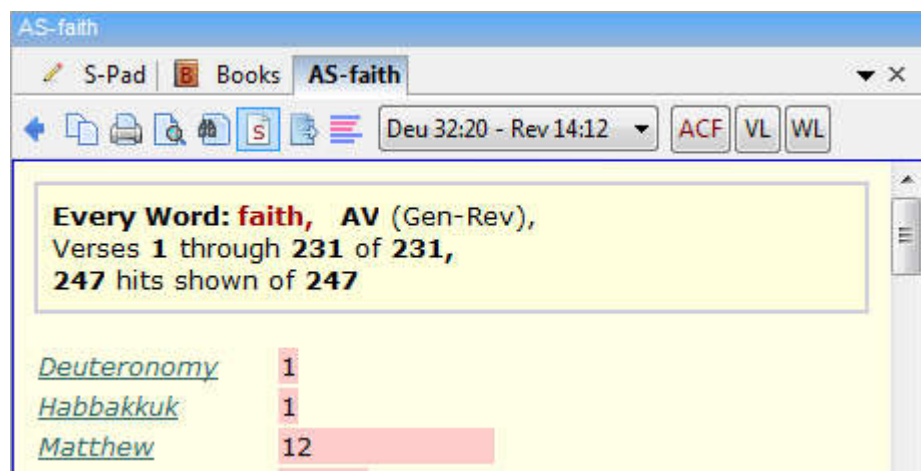 AS-faith
S-Pad B Books AS-faith
S Deu 32:20 - Rev 14:12 ACF VL WL
Every Word: faith, AV (Gen-Rev),
Verses 1 through 231 of 231,
247 hits shown of 247
Deuteronomy 1
Habbakkuk 1
Matthew 12